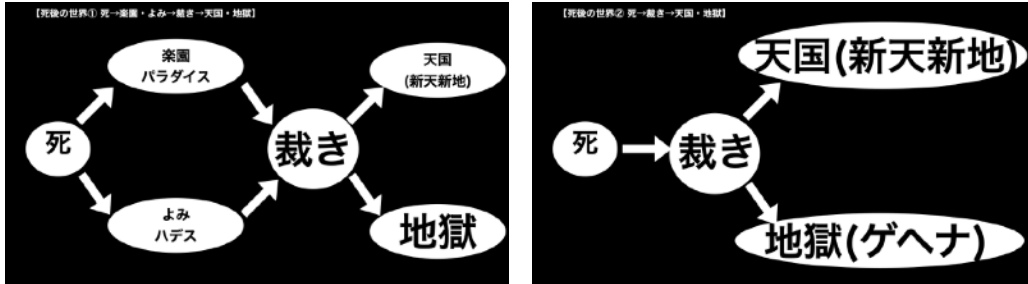 【死後の世界① 死→楽園・よみ→裁き→天国・地獄】
楽園
パラダイス
天国
(新天新地)
死
裁き
よみ
ハデス
地獄
【死後の世界② 死→裁き→天国・地獄】
天国(新天新地)
死
裁き
地獄(ゲヘナ)